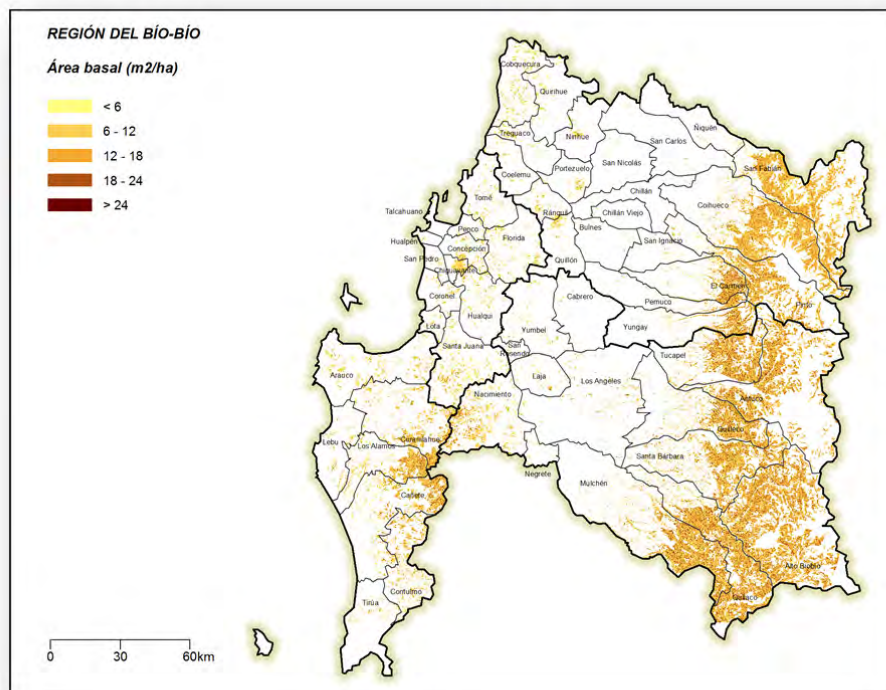 REGIÓN DEL BÍO-BÍO
Área basal (m2/ha)
< 6
6 - 12
12 - 18
18 - 24
> 24
Cobquecura
Quirihue
Ninhue
Treguaco
Ñiquén
San Carlos
San Nicolás
Portezuelo
San Fabián
Coelemu
Chillán
Coihueco
Tomé
Talcahuano
Ránquil
Chillán Viejo
Penco
Bulnes
Hualpén
Florida
San Ignacio
Concepción
San Pedro
Quillón
Chiguayante
El Carmen
Coronel
Cabrero
Pemuco
Pinto
Hualqui
Lota
Yumbel
Yungay
Santa Juana
San Rosendo
Tucapel
Arauco
Laja
Los Angeles
Nacimiento
Antuco
Quilleco
Curanilahue
Lebu
Los Alamos
Santa Bárbara
Negrete
Mulchén
Cañete
Alto Biobío
Contulmo
Quilaco
Tirúa
0
30
60km